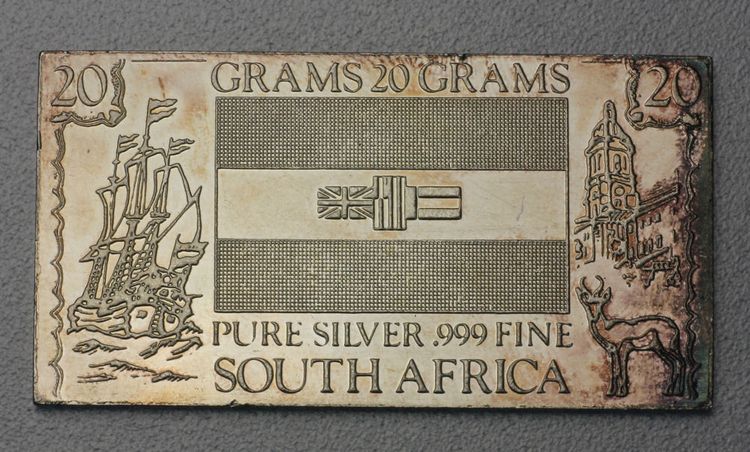 20 GRAMS 20 GRAMS 20
PURE SILVER .999 FINE
SOUTH AFRICA